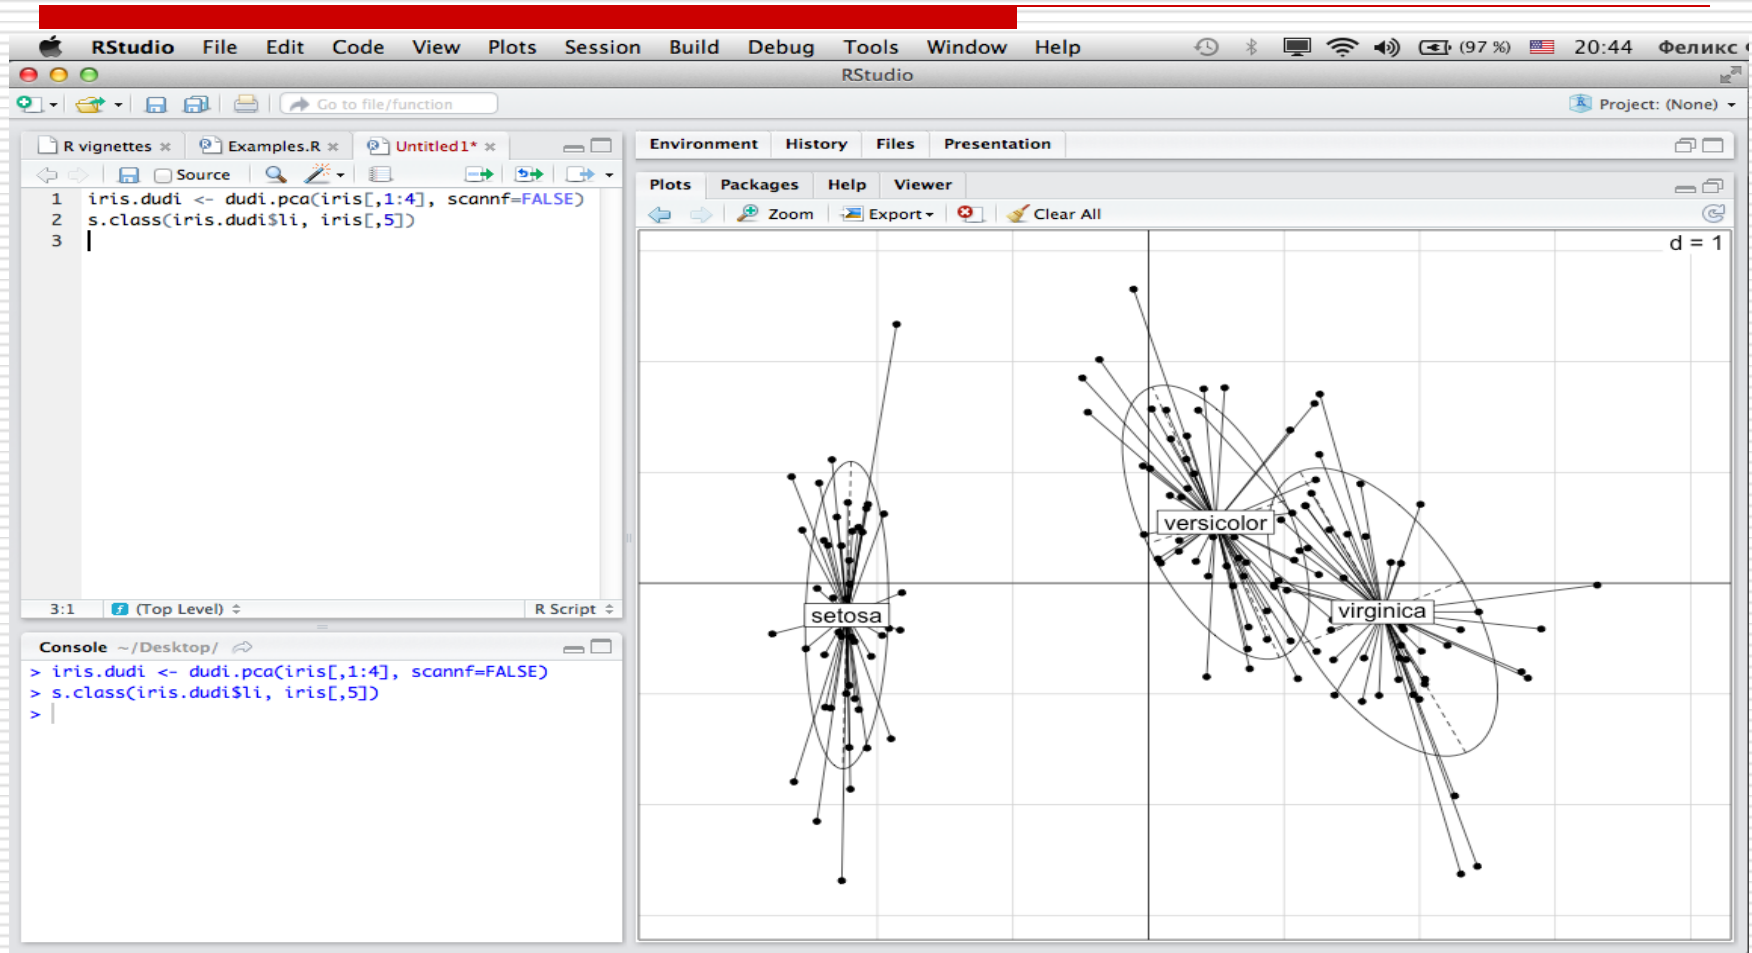 RStudio File Edit Code View Plots Session Build Debug Tools Window Help (97 %) 20:44 Феликс
RStudio
Go to file/function
Project: (None)
R vignettes Examples.R Untitled1*
Source
1 iris.dudi <- dudi.pca(iris[,1:4], scannf=FALSE)
2 s.class(iris.dudi$li, iris[,5])
3
3:1 (Top Level) R Script
Console ~/Desktop/
> iris.dudi <- dudi.pca(iris[,1:4], scannf=FALSE)
> s.class(iris.dudi$li, iris[,5])
>
Environment History Files Presentation
Plots Packages Help Viewer
Zoom Export Clear All
d = 1
versicolor
virginica
setosa